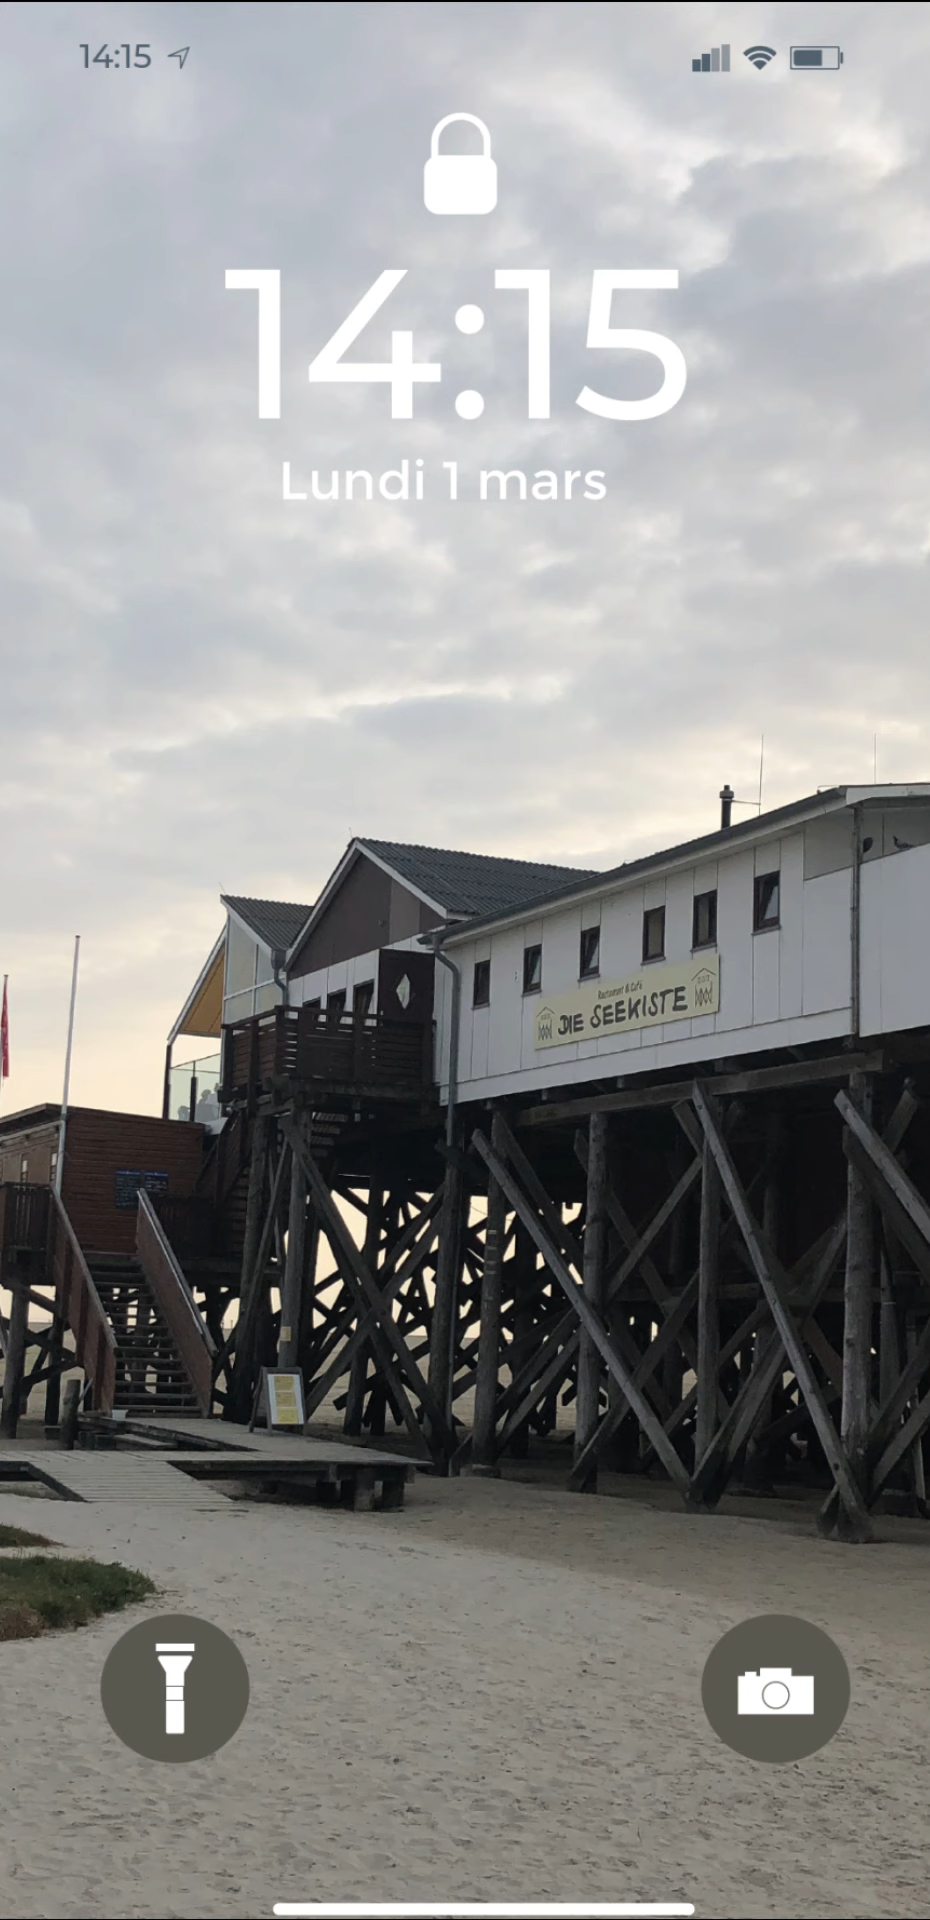 14:15
14:15
Lundi 1 mars
Restaurant & Café
DIE SEEKISTE